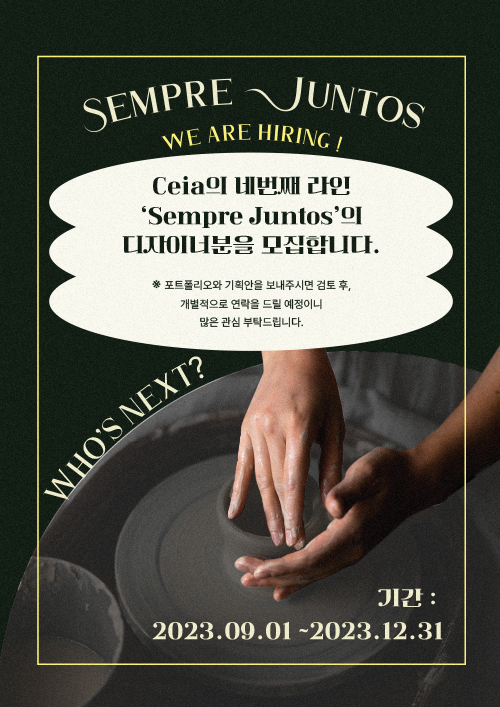 SEMPRE JUNTOS
WE ARE HIRING !
Ceia의 네번째 라인
‘Sempre Juntos’의
디자이너분을 모집합니다.
※ 포트폴리오와 기획안을 보내주시면 검토 후,
개별적으로 연락을 드릴 예정이니
많은 관심 부탁드립니다.
WHO'S NEXT?
기간 :
2023.09.01 ~2023.12.31